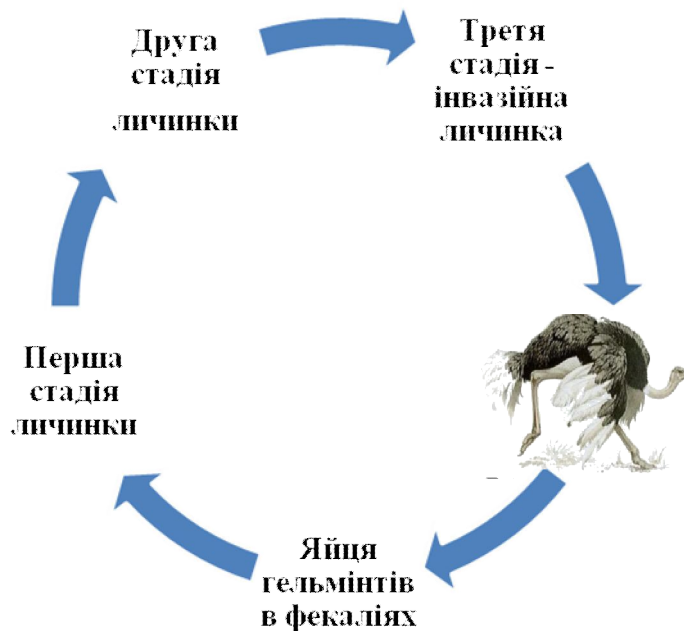 Друга
стадія
личинки
Третя
стадія -
інвазійна
личинка
Перша
стадія
личинки
Яйця
гельмінтів
в фекаліях